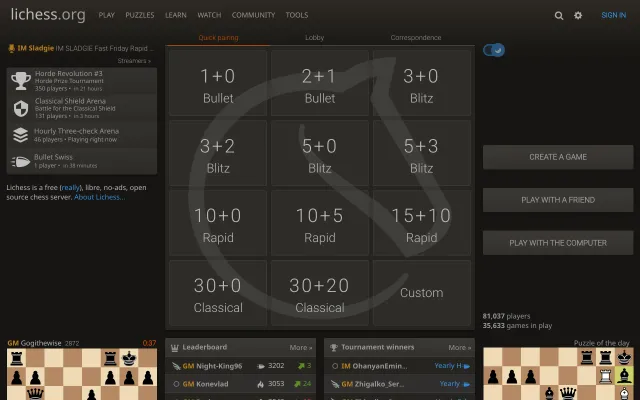 lichess.org PLAY PUZZLES LEARN WATCH COMMUNITY TOOLS SIGN IN
IM Sladgie IM SLADGIE Fast Friday Rapid ...
Streamers »
Horde Revolution #3
Horde Prize Tournament
350 players • in 21 hours
Classical Shield Arena
Battle for the Classical Shield
131 players • in 3 hours
Hourly Three-check Arena
46 players • Playing right now
Bullet Swiss
1 player • in 38 minutes
Lichess is a free (really), libre, no-ads, open
source chess server. About Lichess...
Quick pairing Lobby Correspondence
1+0 2+1 3+0
Bullet Bullet Blitz
3+2 5+0 5+3
Blitz Blitz Blitz
10+0 10+5 15+10
Rapid Rapid Rapid
30+0 30+20 Custom
Classical Classical
CREATE A GAME
PLAY WITH A FRIEND
PLAY WITH THE COMPUTER
81,037 players
35,633 games in play
GM Gogithewise 2872 0:37
Leaderboard More »
GM Night-King96 3202 3
GM Konevlad 3053 24
Tournament winners More »
IM OhanyanEmin... Yearly H
GM Zhigalko_Ser... Yearly
Puzzle of the day